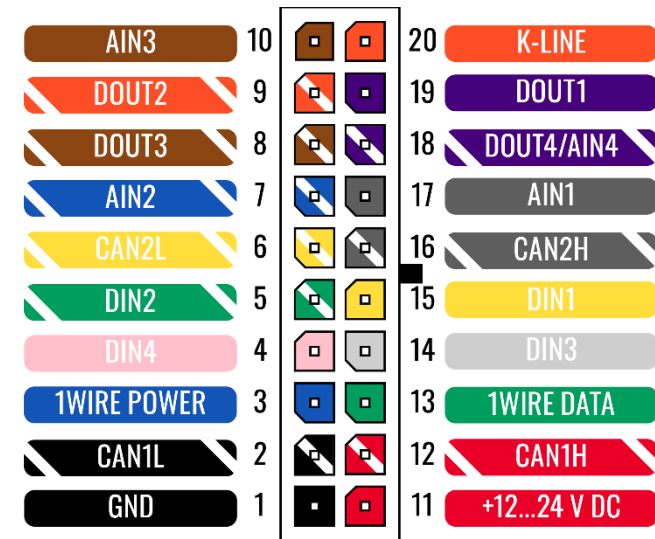 AIN3 10 20 K-LINE
DOUT2 9 19 DOUT1
DOUT3 8 18 DOUT4/AIN4
AIN2 7 17 AIN1
CAN2L 6 16 CAN2H
DIN2 5 15 DIN1
DIN4 4 14 DIN3
1WIRE POWER 3 13 1WIRE DATA
CAN1L 2 12 CAN1H
GND 1 11 +12...24 V DC